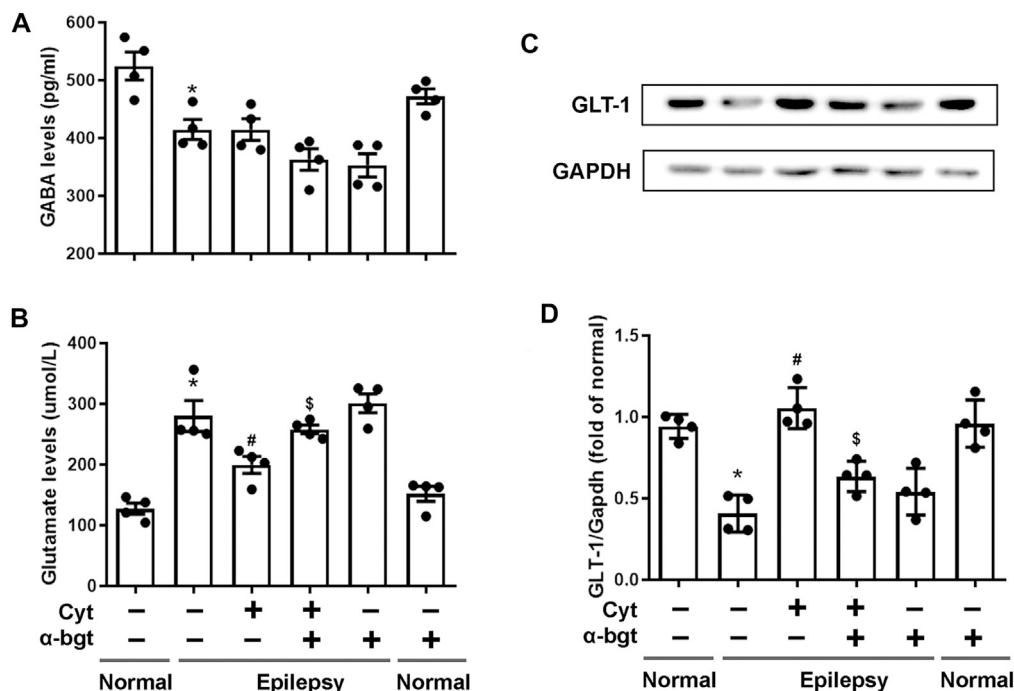 A
GABA levels (pg/ml)
600
500
400
300
200
*
B
Glutamate levels (umol/L)
400
300
200
100
0
*
#
$
Cyt − − + + − −
α-bgt − − − + + +
Normal Epilepsy Normal
C
GLT-1
GAPDH
D
GLT-1/Gapdh (fold of normal)
1.5
1.0
0.5
0.0
*
#
$
Cyt − − + + − −
α-bgt − − − + + +
Normal Epilepsy Normal